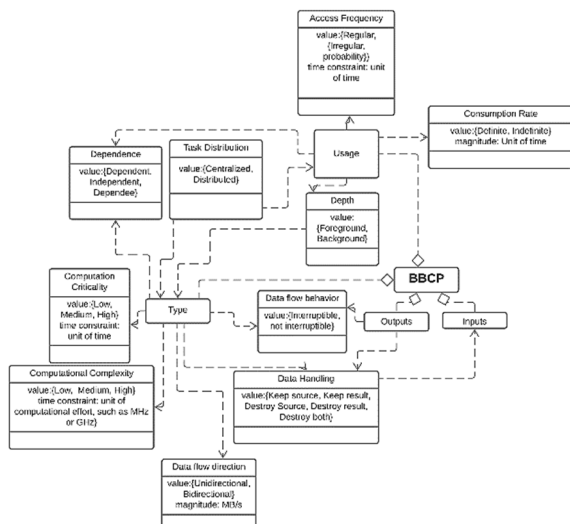 Access Frequency
value:{Regular,
{Irregular,
probability}}
time constraint: unit
of time
Consumption Rate
value:{Definite, Indefinite}
magnitude: Unit of time
Task Distribution
value:{Centralized,
Distributed}
Usage
Dependence
value:{Dependent,
Independent,
Dependee}
Depth
value:
{Foreground,
Background}
BBCP
Computation
Criticality
value:{Low,
Medium, High}
time constraint:
unit of time
Type
Data flow behavior
value:{Interruptible,
not interruptible}
Outputs
Inputs
Computational Complexity
value:{Low, Medium, High}
time constraint: unit of
computational effort, such as MHz
or GHz}
Data Handling
value:{Keep source, Keep result,
Destroy Source, Destroy result,
Destroy both}
Data flow direction
value:{Unidirectional,
Bidirectional}
magnitude: MB/s